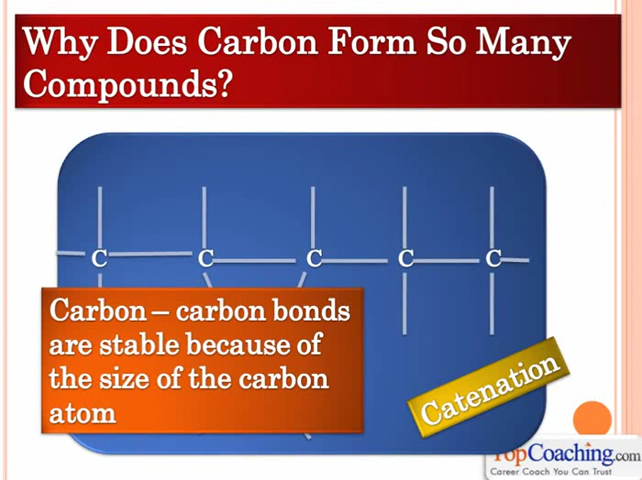 Why Does Carbon Form So Many
Compounds?
C C C C C
Carbon – carbon bonds
are stable because of
the size of the carbon
atom
Catenation
TopCoaching.com
Career Coach You Can Trust